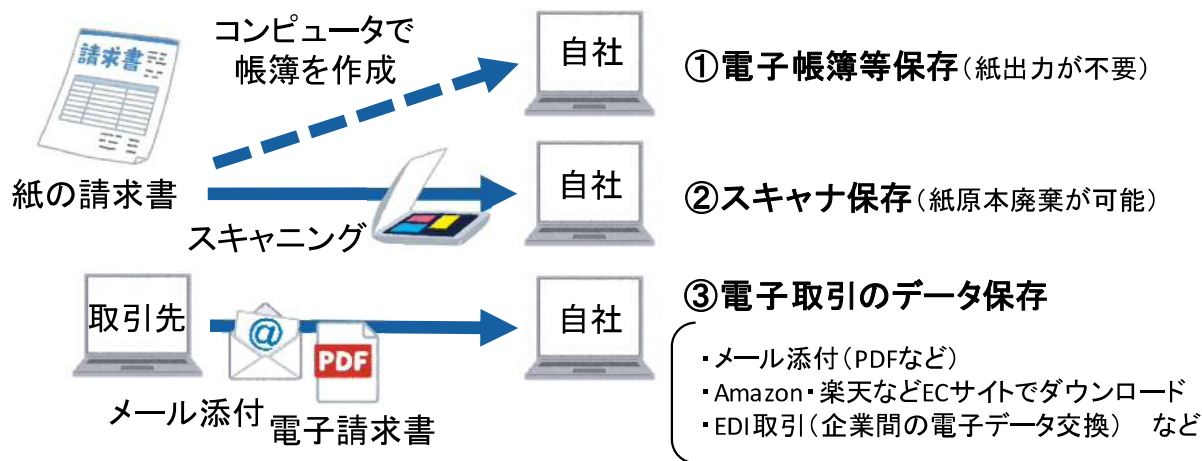 請求書
紙の請求書
コンピュータで
帳簿を作成
自社
①電子帳簿等保存（紙出力が不要）
スキャニング
自社
②スキャナ保存（紙原本廃棄が可能）
取引先
@
PDF
メール添付
電子請求書
自社
③電子取引のデータ保存
・メール添付（PDFなど）
・Amazon・楽天などECサイトでダウンロード
・EDI取引（企業間の電子データ交換）　など